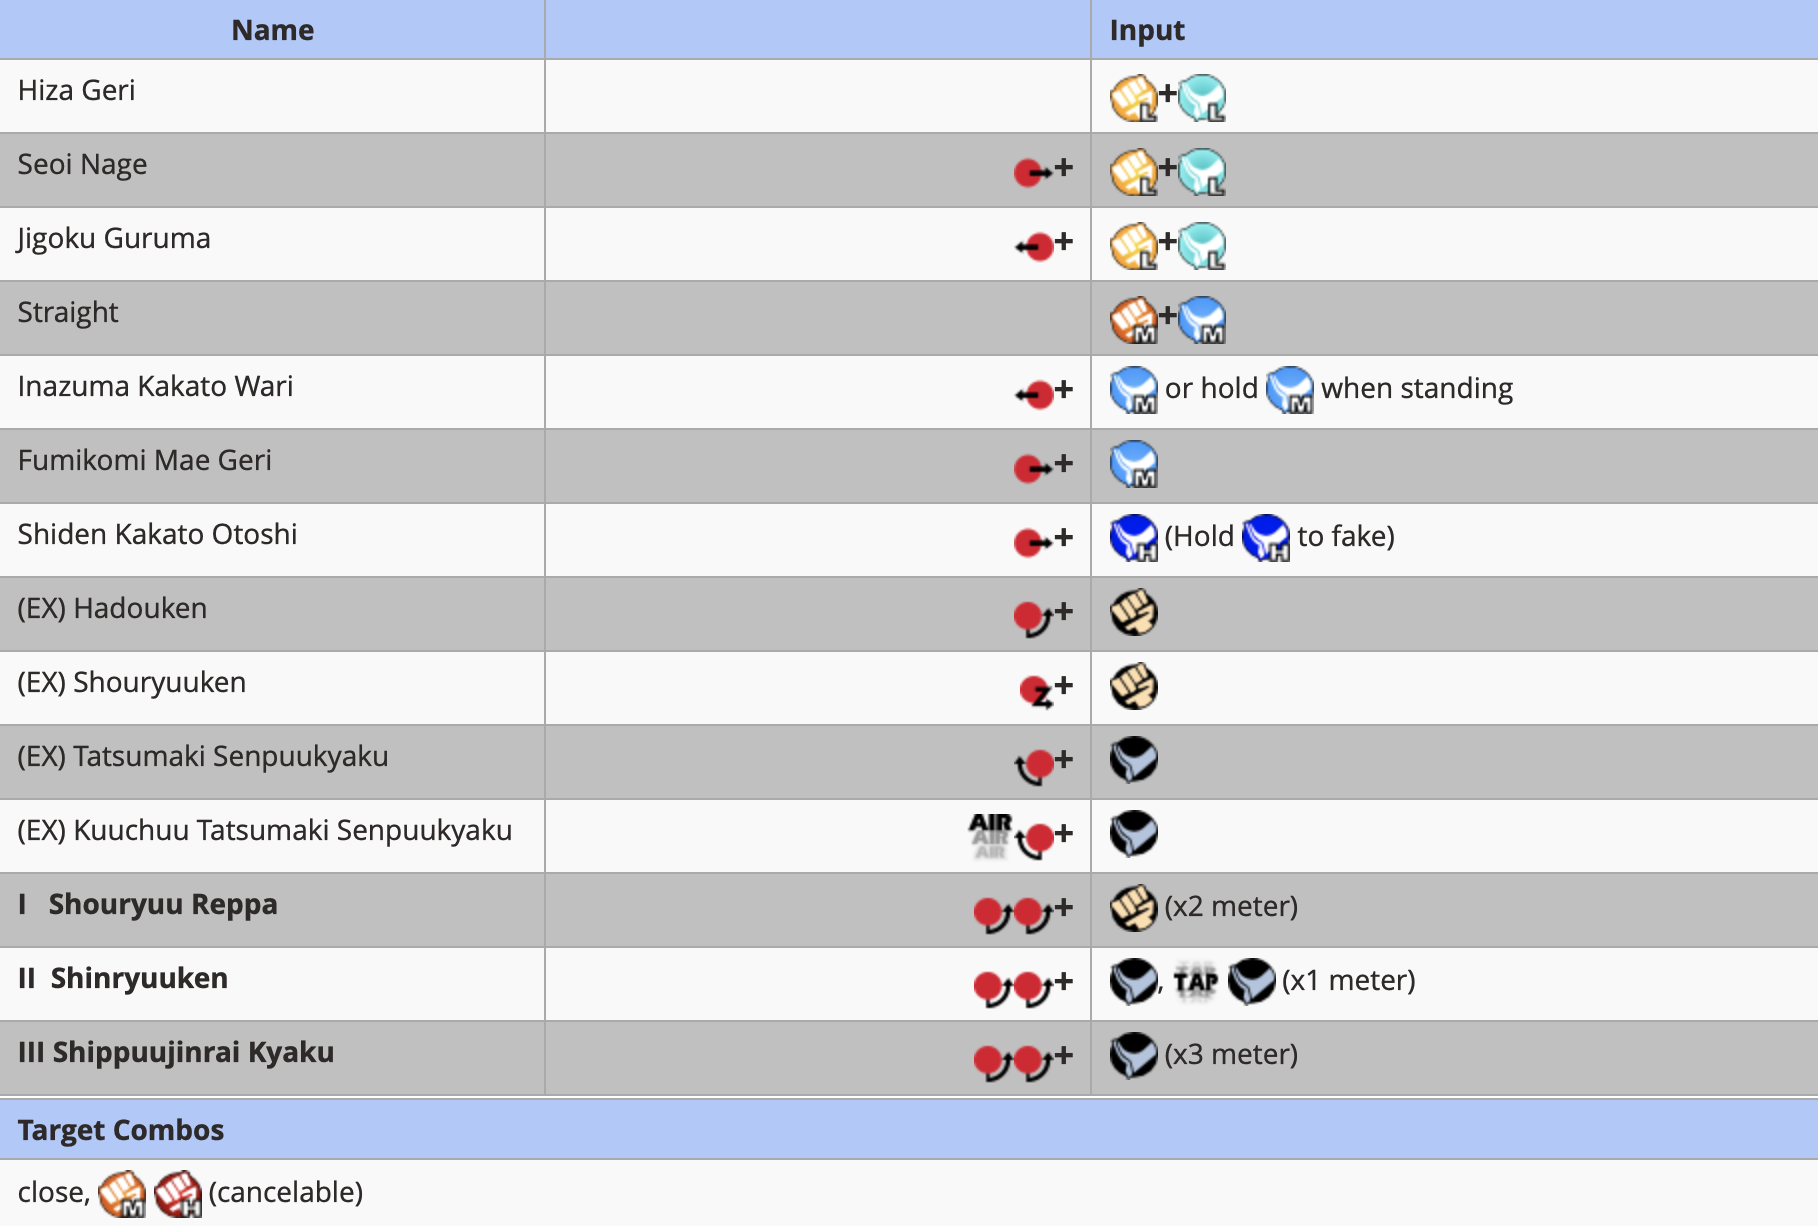 Name Input
Hiza Geri L + L
Seoi Nage + L + L
Jigoku Guruma + L + L
Straight M + M
Inazuma Kakato Wari + M or hold M when standing
Fumikomi Mae Geri + M
Shiden Kakato Otoshi + H (Hold H to fake)
(EX) Hadouken +
(EX) Shouryuuken Z +
(EX) Tatsumaki Senpuukyaku +
(EX) Kuuchuu Tatsumaki Senpuukyaku AIR AIR AIR +
I Shouryuu Reppa + (x2 meter)
II Shinryuuken + , TAP (x1 meter)
III Shippuujinrai Kyaku + (x3 meter)
Target Combos
close, M H (cancelable)